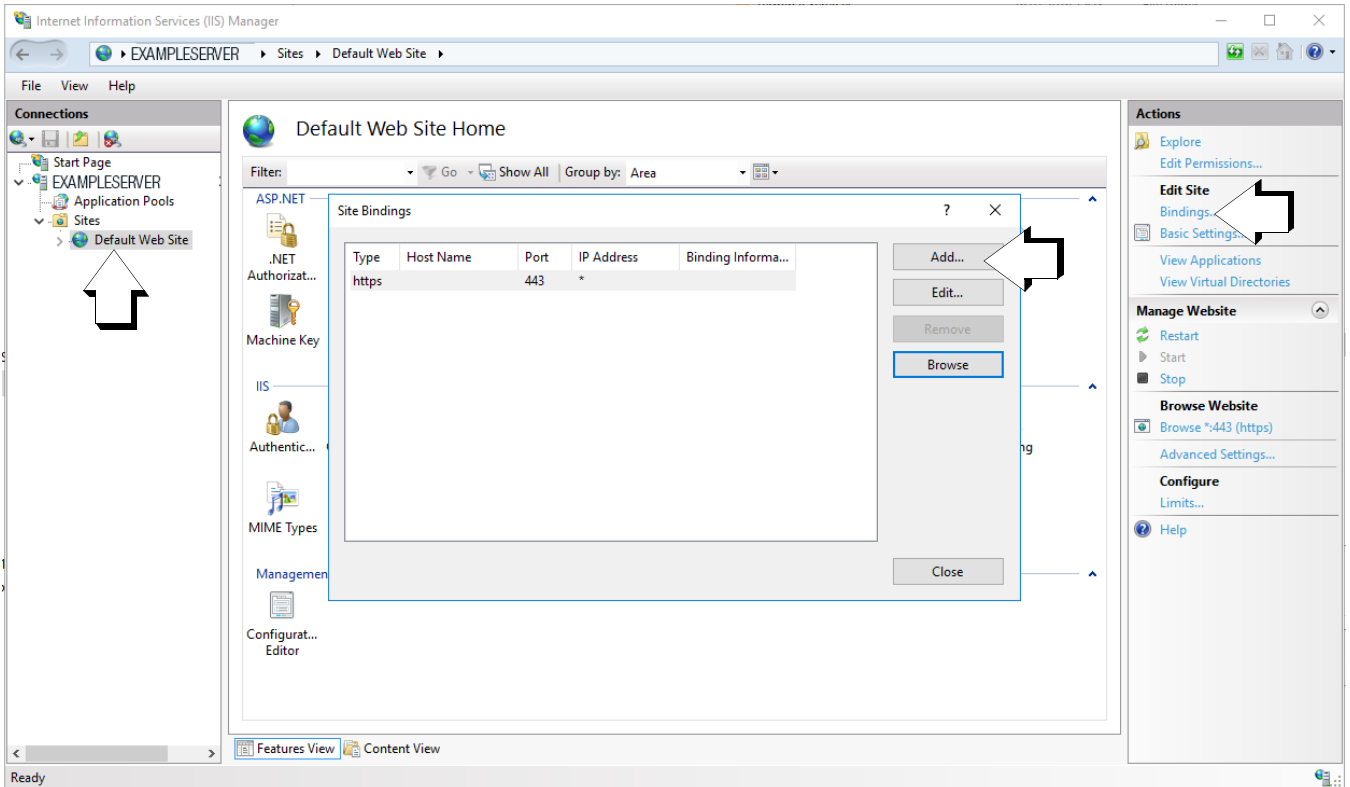 Internet Information Services (IIS) Manager
EXAMPLESERVER Sites Default Web Site
File View Help
Connections
Start Page
EXAMPLESERVER
Application Pools
Sites
Default Web Site
Default Web Site Home
Filter: Go Show All Group by: Area
ASP.NET
.NET
Authorizat...
Machine Key
IIS
Authentic...
MIME Types
Managemen
Configurat...
Editor
Site Bindings ?
Type Host Name Port IP Address Binding Informa...
https 443 *
Add...
Edit...
Remove
Browse
Close
ng
Features View Content View
Actions
Explore
Edit Permissions...
Edit Site
Bindings...
Basic Settings...
View Applications
View Virtual Directories
Manage Website
Restart
Start
Stop
Browse Website
Browse *:443 (https)
Advanced Settings...
Configure
Limits...
Help
Ready